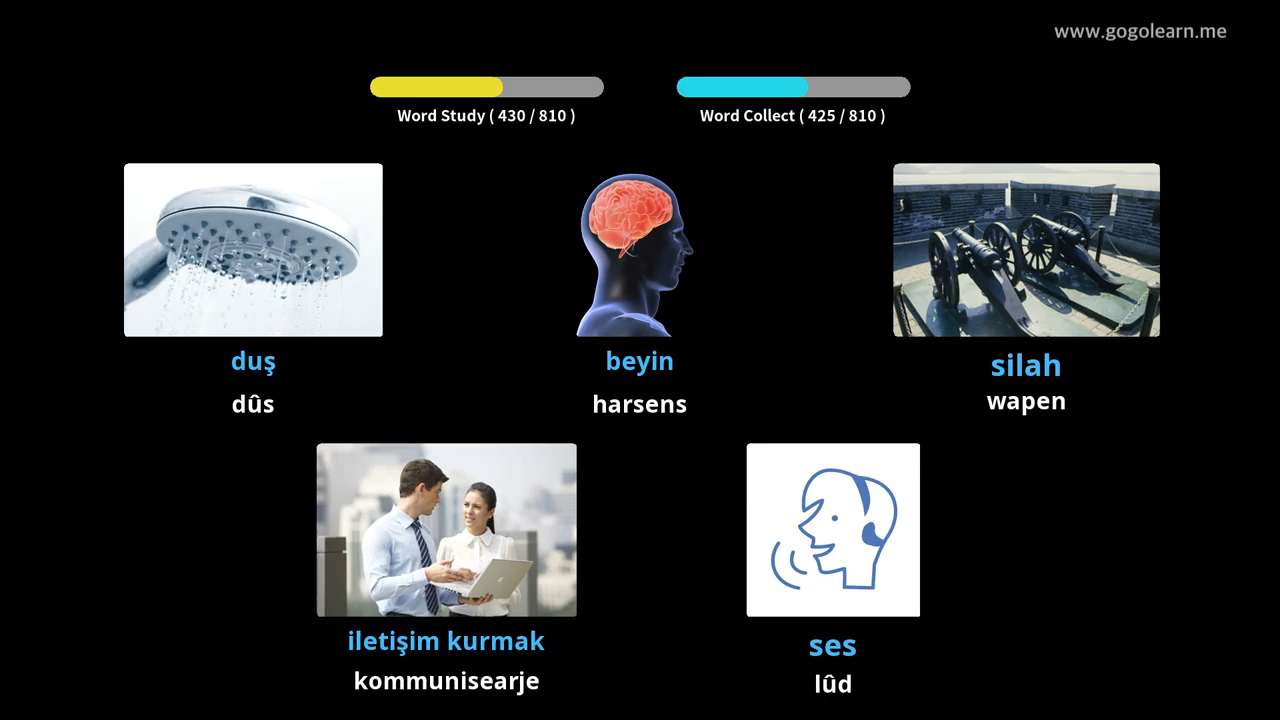 www.gogolearn.me
Word Study ( 430 / 810 )
Word Collect ( 425 / 810 )
duş
dûs
beyin
harsens
silah
wapen
iletişim kurmak
kommunisearje
ses
lûd